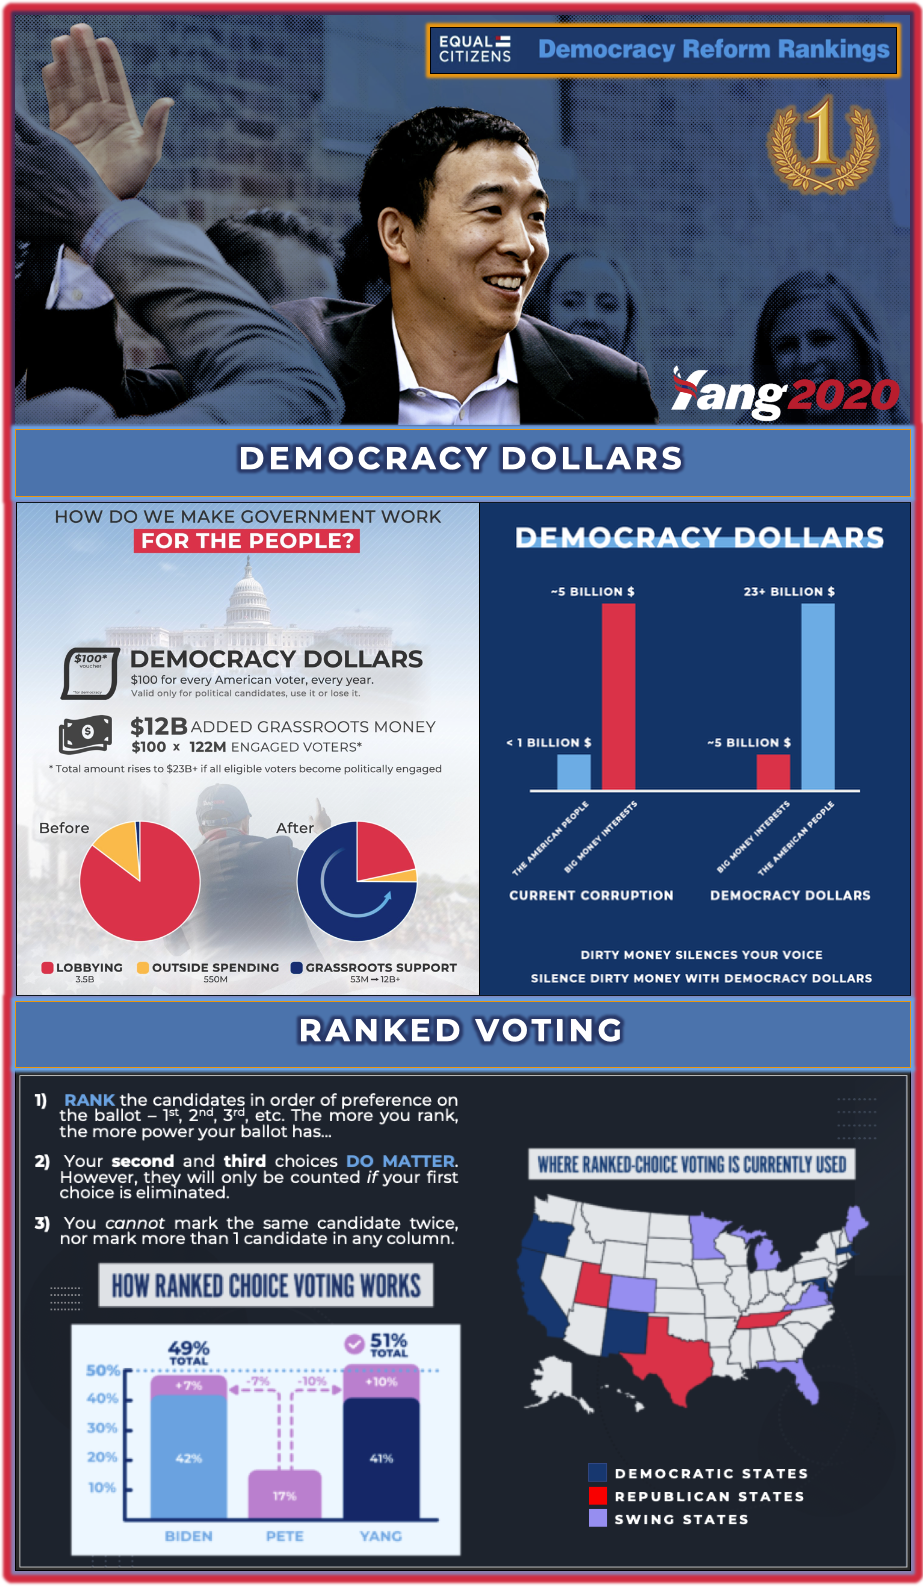 EQUAL
CITIZENS
Democracy Reform Rankings
1
Yang2020
DEMOCRACY DOLLARS
HOW DO WE MAKE GOVERNMENT WORK
FOR THE PEOPLE?
$100*
voucher
*for democracy
DEMOCRACY DOLLARS
$100 for every American voter, every year.
Valid only for political candidates, use it or lose it.
$
$12B ADDED GRASSROOTS MONEY
$100 x 122M ENGAGED VOTERS*
* Total amount rises to $23B+ if all eligible voters become politically engaged
Before
After
LOBBYING
3.5B
OUTSIDE SPENDING
550M
GRASSROOTS SUPPORT
53M → 12B+
DEMOCRACY DOLLARS
~5 BILLION $
23+ BILLION $
< 1 BILLION $
~5 BILLION $
THE AMERICAN PEOPLE
BIG MONEY INTERESTS
BIG MONEY INTERESTS
THE AMERICAN PEOPLE
CURRENT CORRUPTION
DEMOCRACY DOLLARS
DIRTY MONEY SILENCES YOUR VOICE
SILENCE DIRTY MONEY WITH DEMOCRACY DOLLARS
RANKED VOTING
1) RANK the candidates in order of preference on
the ballot – 1st, 2nd, 3rd, etc. The more you rank,
the more power your ballot has...
2) Your second and third choices DO MATTER.
However, they will only be counted if your first
choice is eliminated.
3) You cannot mark the same candidate twice,
nor mark more than 1 candidate in any column.
HOW RANKED CHOICE VOTING WORKS
49%
TOTAL
51%
TOTAL
50%
40%
30%
20%
10%
+7%
-7%
-10%
+10%
42%
17%
41%
BIDEN
PETE
YANG
WHERE RANKED-CHOICE VOTING IS CURRENTLY USED
DEMOCRATIC STATES
REPUBLICAN STATES
SWING STATES